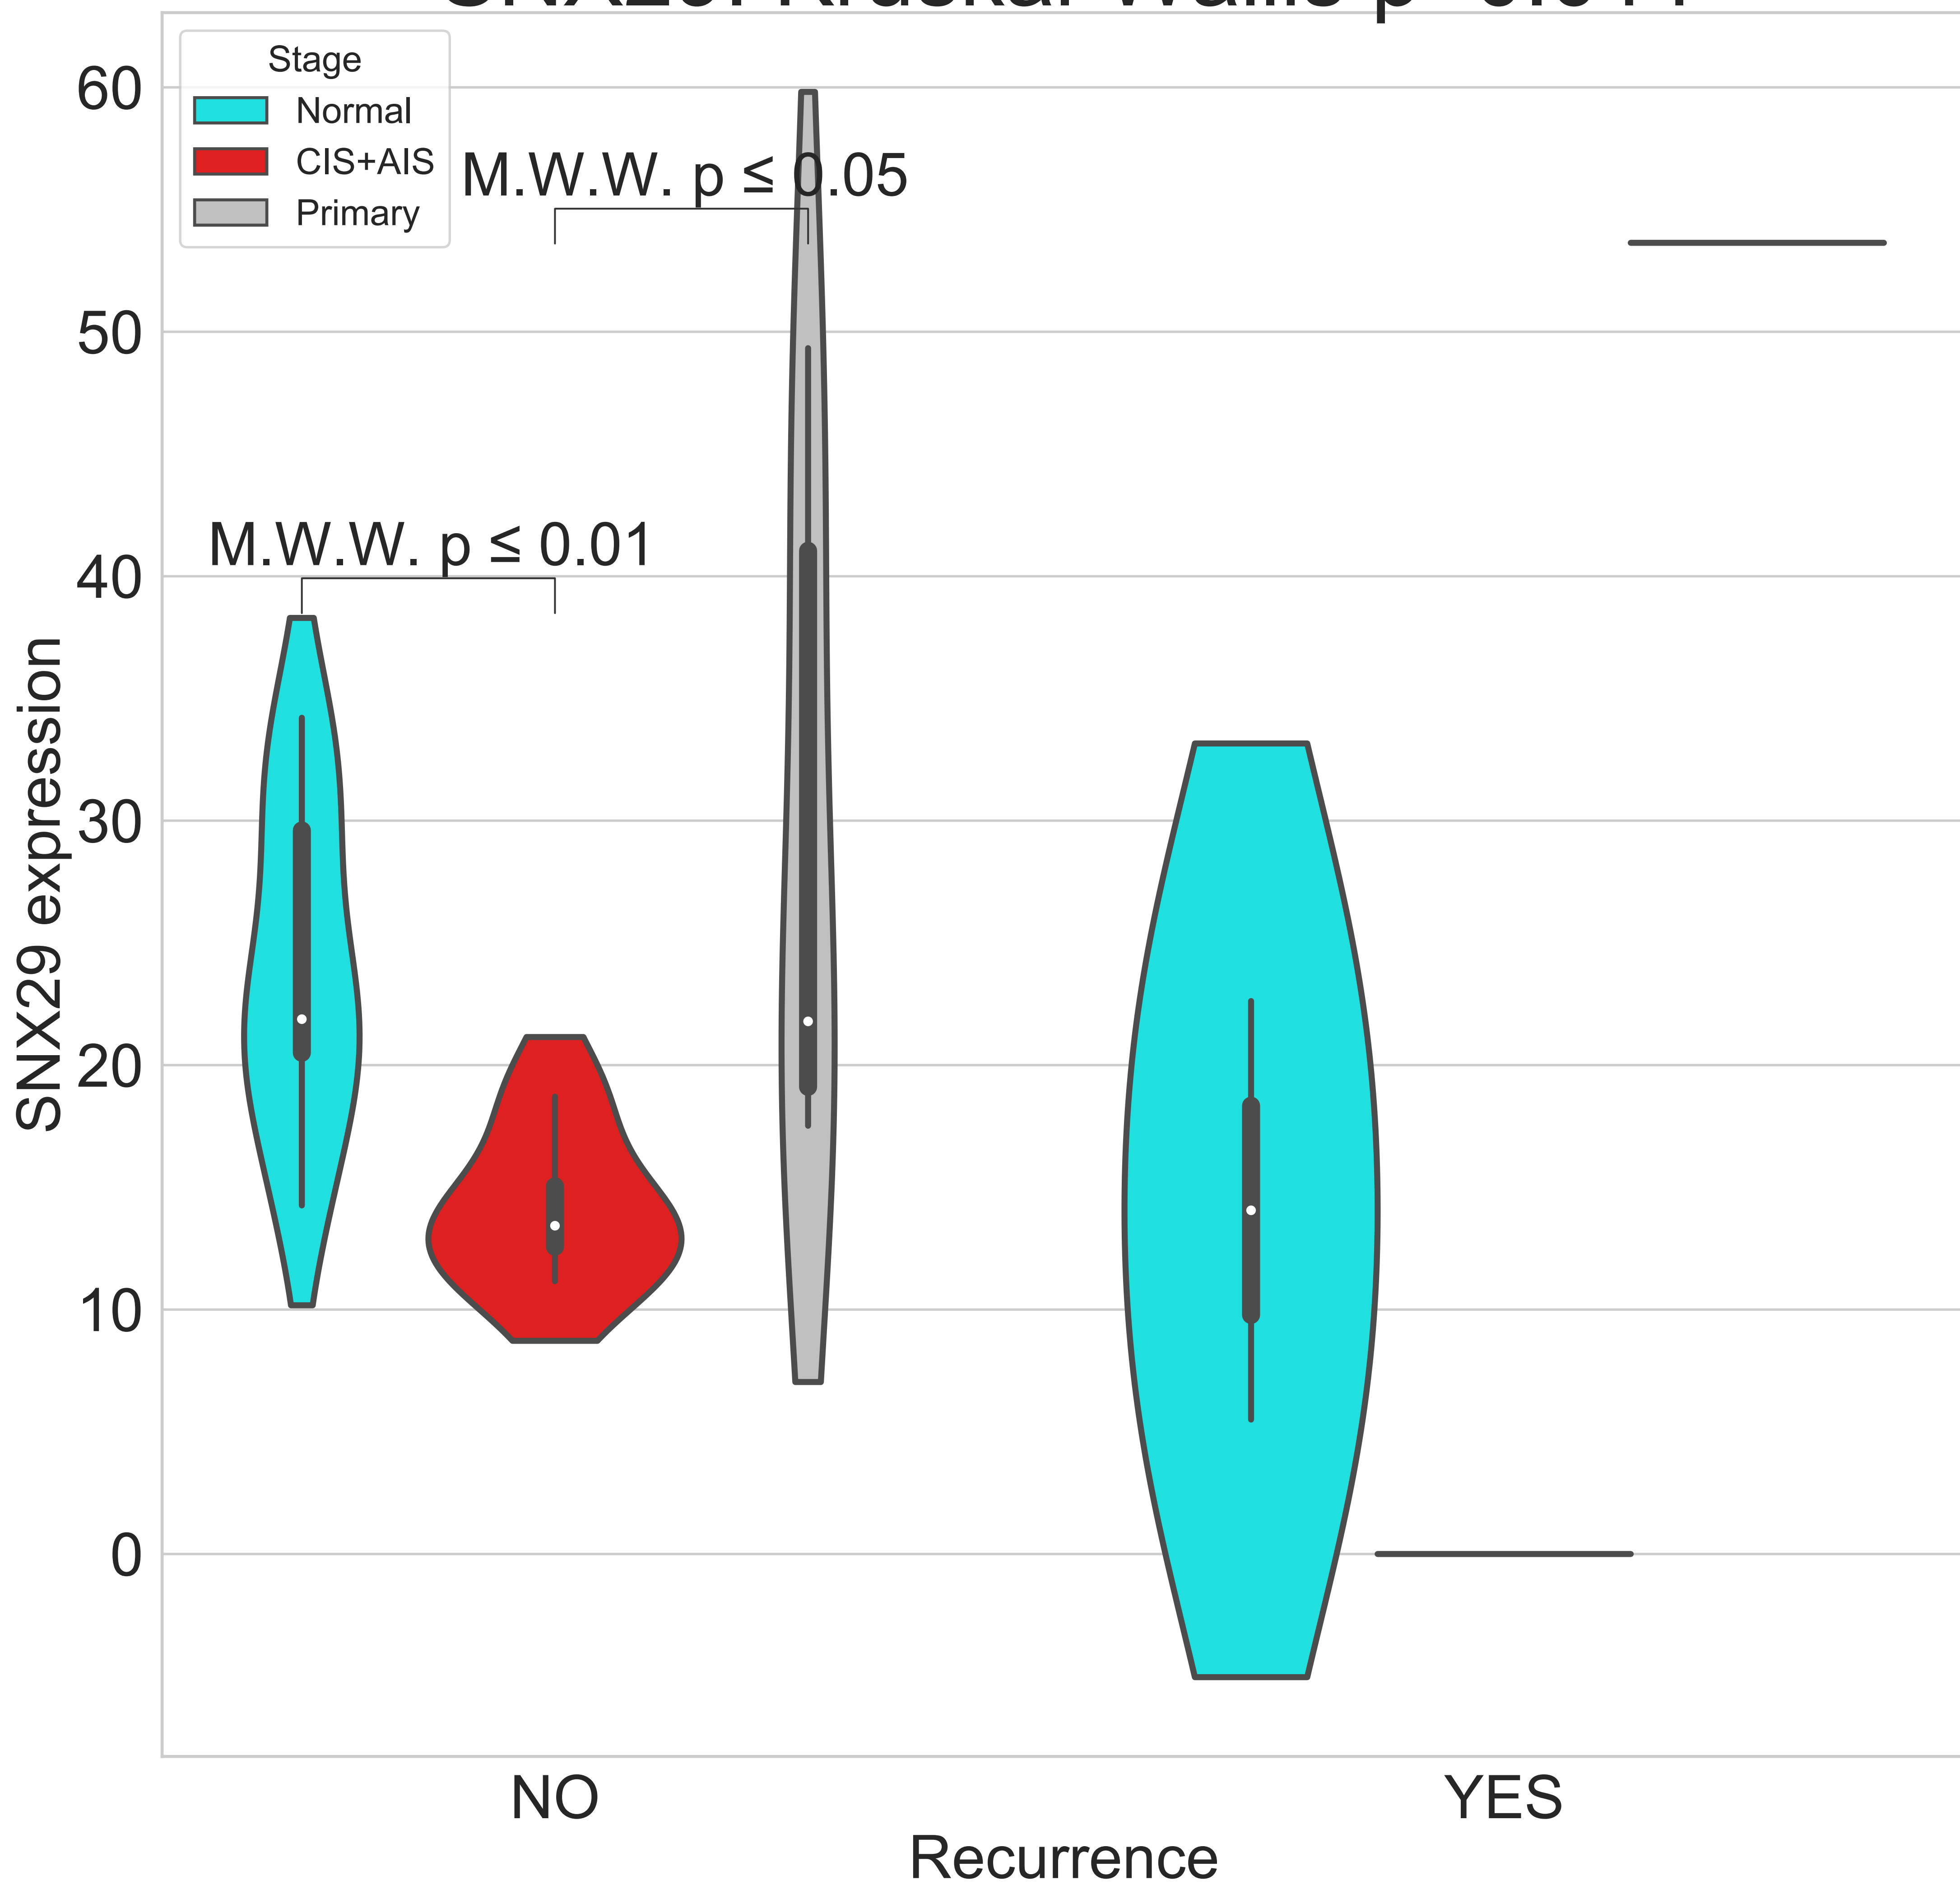 Stage
Normal
CIS+AIS
Primary
M.W.W. p ≤ 0.05
M.W.W. p ≤ 0.01
60
50
40
30
20
10
0
SNX29 expression
NO
YES
Recurrence